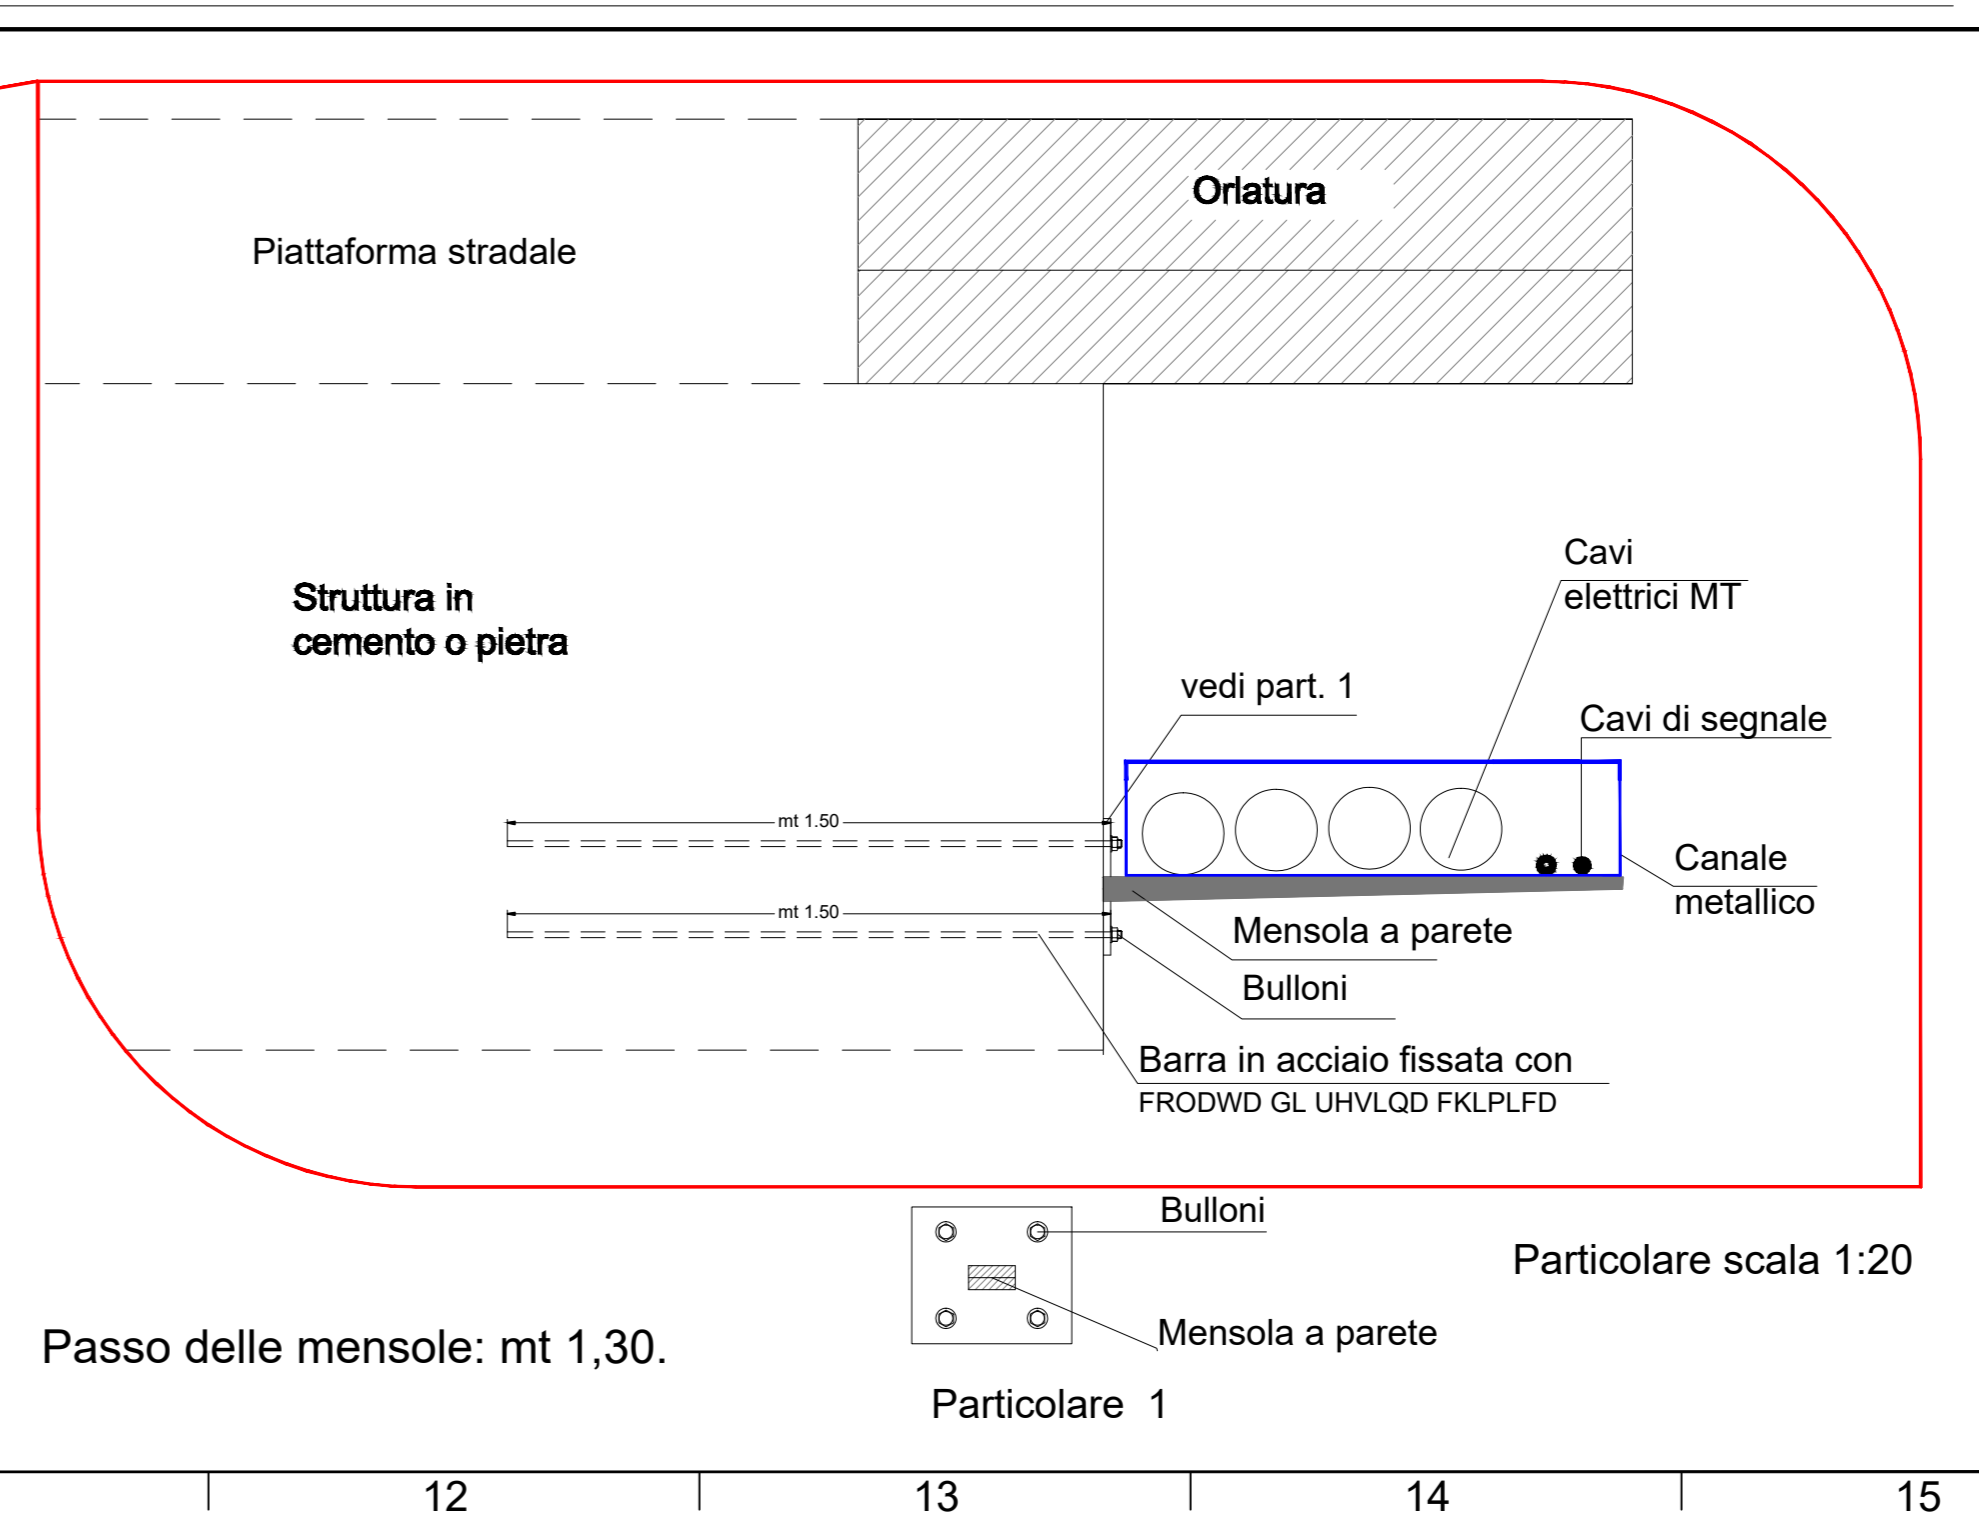 Orlatura
Piattaforma stradale
Cavi
elettrici MT
Struttura in
cemento o pietra
vedi part. 1
Cavi di segnale
mt 1.50
Canale
metallico
mt 1.50
Mensola a parete
Bulloni
Barra in acciaio fissata con
FRODWD GL UHVLQD FKLPLFD
Bulloni
Particolare scala 1:20
Mensola a parete
Passo delle mensole: mt 1,30.
Particolare 1
12
13
14
15